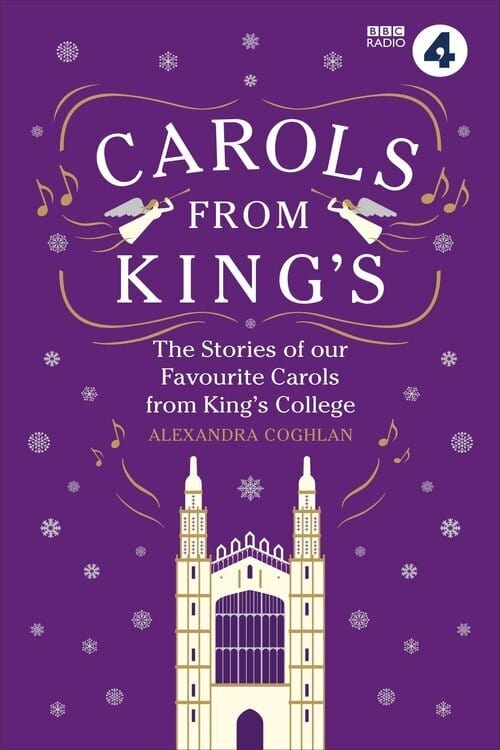 BBC
RADIO
4
CAROLS
FROM
KING'S
The Stories of our
Favourite Carols
from King's College
ALEXANDRA COGHLAN